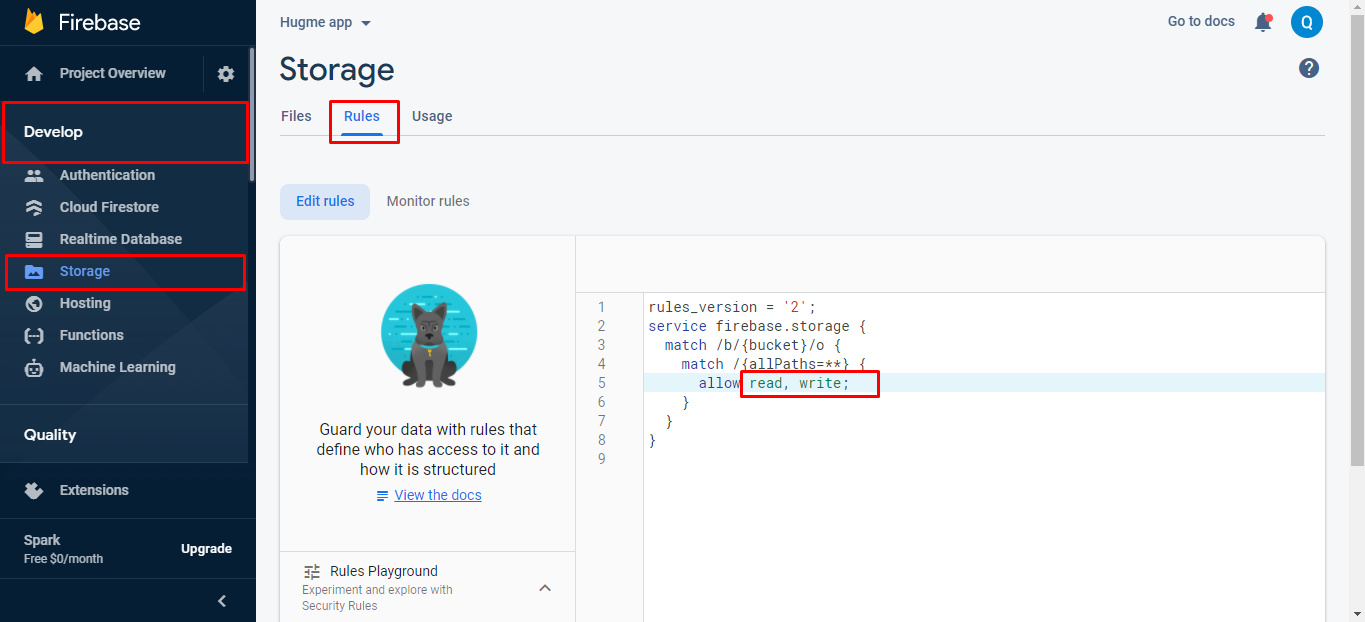 Firebase
Project Overview
Develop
Authentication
Cloud Firestore
Realtime Database
Storage
Hosting
Functions
Machine Learning
Quality
Extensions
Spark
Free $0/month
Upgrade
Hugme app
Go to docs
Q
Storage
?
Files
Rules
Usage
Edit rules
Monitor rules
Guard your data with rules that
define who has access to it and
how it is structured
View the docs
Rules Playground
Experiment and explore with
Security Rules
1 rules_version = '2';
2 service firebase.storage {
3 match /b/{bucket}/o {
4 match /{allPaths=**} {
5 allow read, write;
6 }
7 }
8 }
9